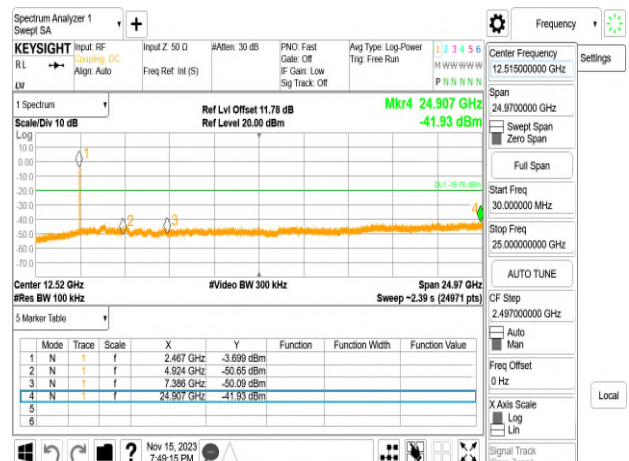 Spectrum Analyzer 1
Swept SA
Frequency
KEYSIGHT
Input: RF
Coupling: DC
Align: Auto
Input Z: 50 Ω
Freq Ref: Int (S)
#Atten: 30 dB
PNO: Fast
Gate: Off
IF Gain: Low
Sig Track: Off
Avg Type: Log-Power
Trig: Free Run
1 2 3 4 5 6
M W W W W W
P N N N N N
RL
Center Frequency
12.515000000 GHz
Settings
Span
24.9700000 GHz
Swept Span
Zero Span
Full Span
Start Freq
30.000000 MHz
Stop Freq
25.000000000 GHz
AUTO TUNE
CF Step
2.497000000 GHz
Auto
Man
Freq Offset
0 Hz
X Axis Scale
Log
Lin
Local
Signal Track
1 Spectrum
Scale/Div 10 dB
Log
Ref Lvl Offset 11.78 dB
Ref Level 20.00 dBm
Mkr4 24.907 GHz
-41.93 dBm
10.0
0.00
-10.0
-20.0
-30.0
-40.0
-50.0
-60.0
-70.0
1
2
3
4
DL1 -19.78 dBm
Center 12.52 GHz
#Res BW 100 kHz
#Video BW 300 kHz
Span 24.97 GHz
Sweep ~2.39 s (24971 pts)
5 Marker Table
Mode Trace Scale X Y Function Function Width Function Value
1 N 1 f 2.467 GHz -3.699 dBm
2 N 1 f 4.924 GHz -50.65 dBm
3 N 1 f 7.386 GHz -50.09 dBm
4 N 1 f 24.907 GHz -41.93 dBm
5
6
?
Nov 15, 2023
7:49:15 PM